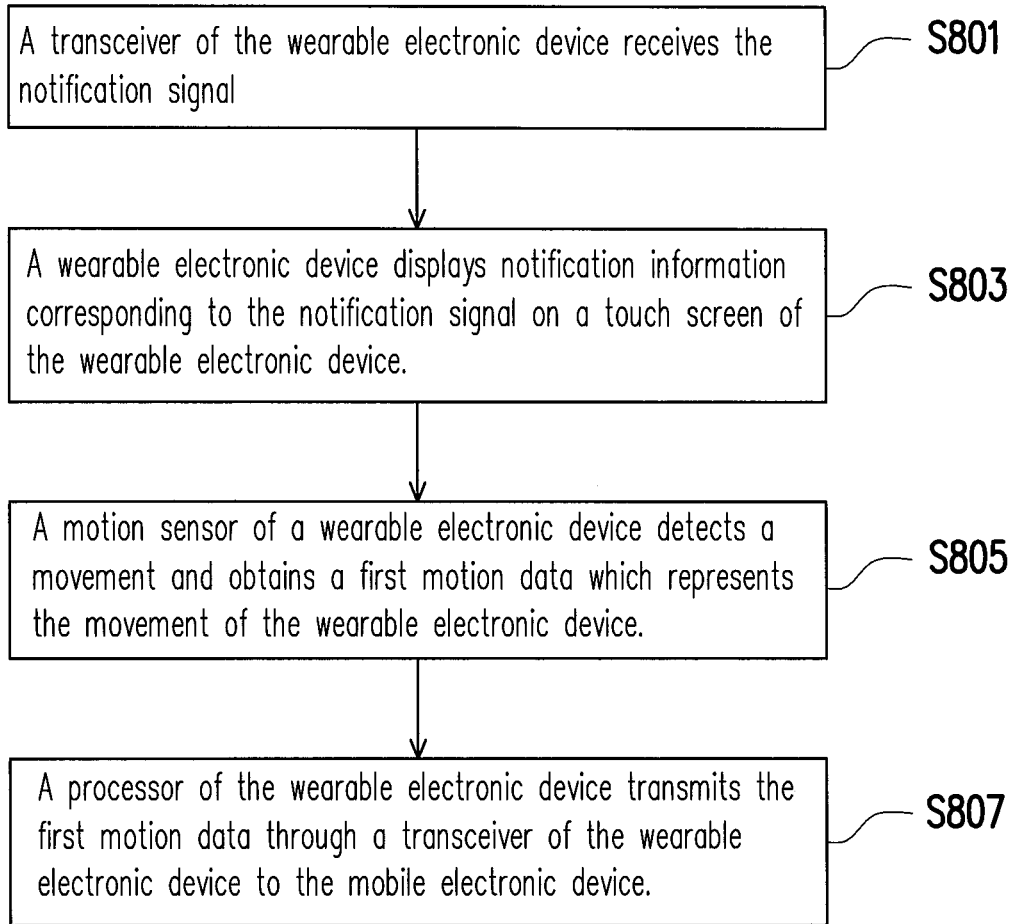 A transceiver of the wearable electronic device receives the
notification signal
S801
A wearable electronic device displays notification information
corresponding to the notification signal on a touch screen of
the wearable electronic device.
S803
A motion sensor of a wearable electronic device detects a
movement and obtains a first motion data which represents
the movement of the wearable electronic device.
S805
A processor of the wearable electronic device transmits the
first motion data through a transceiver of the wearable
electronic device to the mobile electronic device.
S807